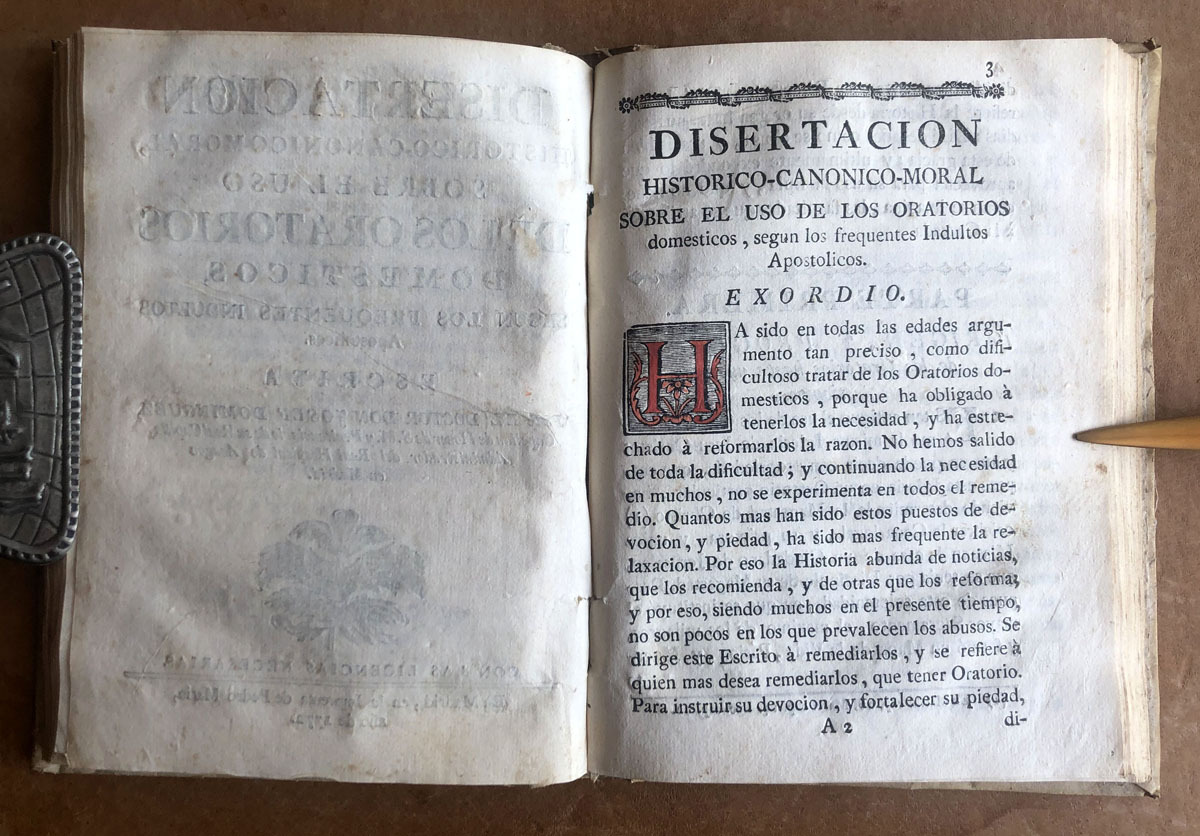 3
DISERTACION
HISTORICO-CANONICO-MORAL
SOBRE EL USO DE LOS ORATORIOS
domesticos , segun los frequentes Indultos
Apostolicos.
EXORDIO.
HA sido en todas las edades argu-
mento tan preciso , como difi-
cultoso tratar de los Oratorios do-
mesticos , porque ha obligado à
tenerlos la necesidad , y ha estre-
chado à reformarlos la razon. No hemos salido
de toda la dificultad ; y continuando la necesidad
en muchos , no se experimenta en todos el reme-
dio. Quantos mas han sido estos puestos de de-
vocion , y piedad , ha sido mas frequente la re-
laxacion. Por eso la Historia abunda de noticias,
que los recomienda , y de otras que los reforma;
y por eso, siendo muchos en el presente tiempo,
no son pocos en los que prevalecen los abusos. Se
dirige este Escrito à remediarlos , y se refiere à
quien mas desea remediarlos , que tener Oratorio.
Para instruir su devocion , y fortalecer su piedad,
A 2
di-